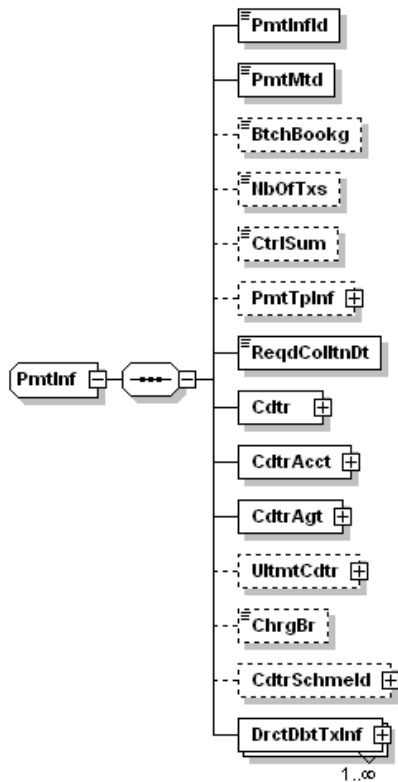 PmtInfId
PmtMtd
BtchBookg
NbOfTxs
CtrlSum
PmtTpInf
ReqdColltnDt
PmtInf
Cdtr
CdtrAcct
CdtrAgt
UltmtCdtr
ChrgBr
CdtrSchmeId
DrctDbtTxInf
1..∞